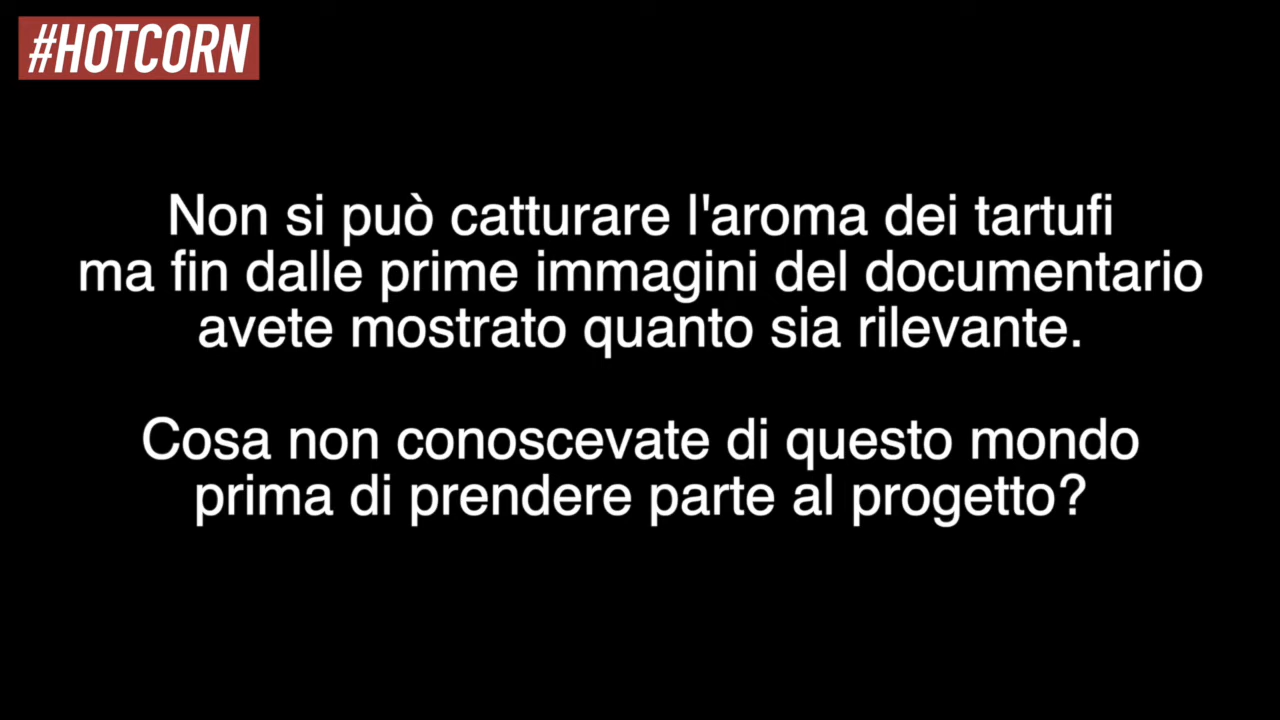 #HOTCORN
Non si può catturare l'aroma dei tartufi
ma fin dalle prime immagini del documentario
avete mostrato quanto sia rilevante.
Cosa non conoscevate di questo mondo
prima di prendere parte al progetto?